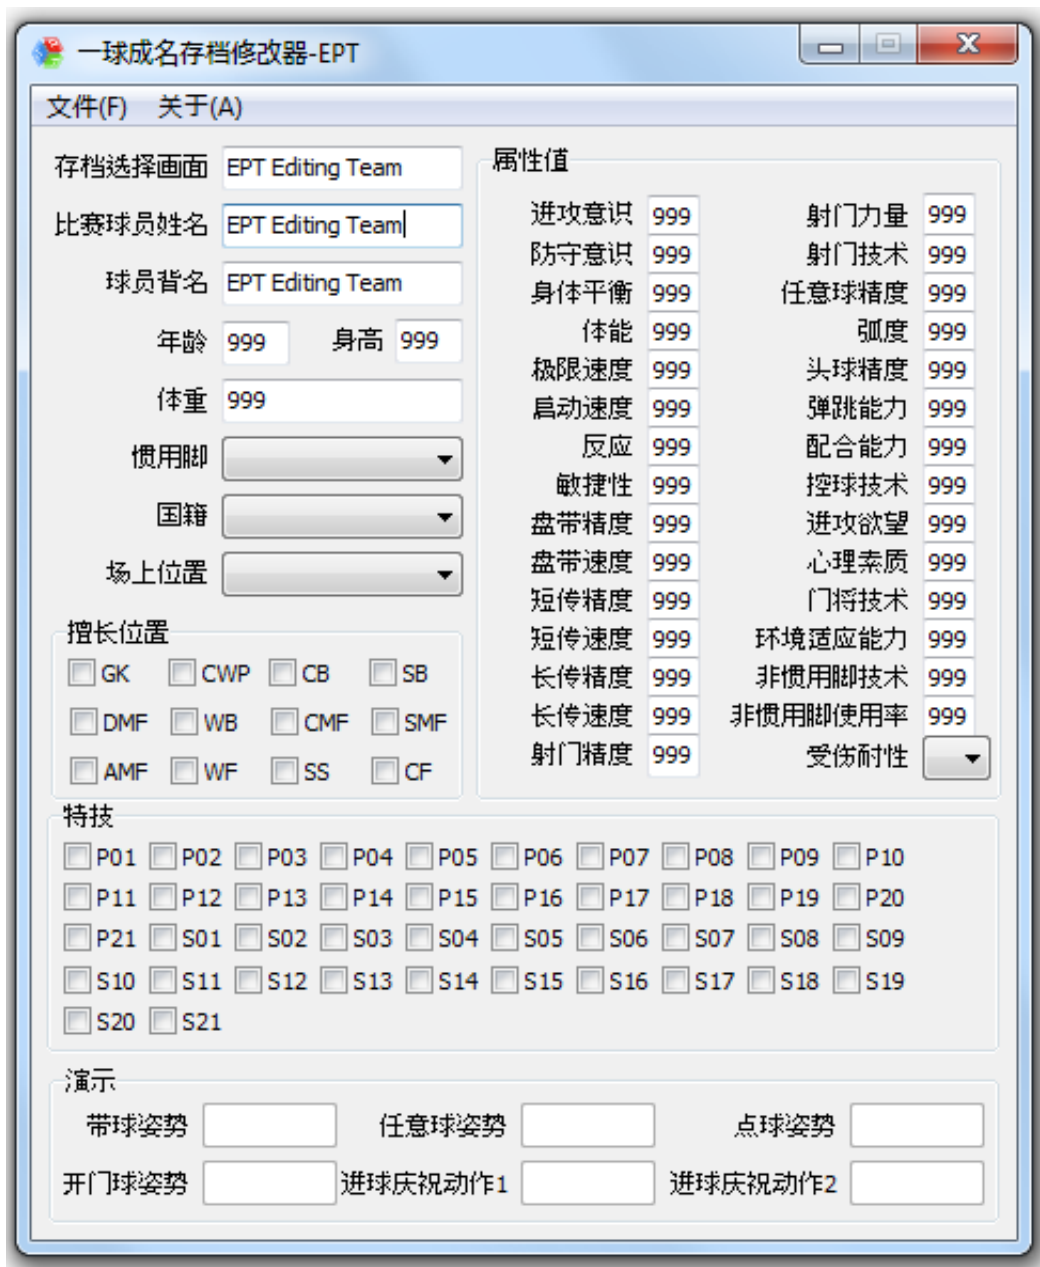 一球成名存档修改器-EPT
文件(F) 关于(A)
存档选择画面 EPT Editing Team
比赛球员姓名 EPT Editing Team
球员背名 EPT Editing Team
年龄 999 身高 999
体重 999
惯用脚
国籍
场上位置
擅长位置
GK CWP CB SB
DMF WB CMF SMF
AMF WF SS CF
属性值
进攻意识 999 射门力量 999
防守意识 999 射门技术 999
身体平衡 999 任意球精度 999
体能 999 弧度 999
极限速度 999 头球精度 999
启动速度 999 弹跳能力 999
反应 999 配合能力 999
敏捷性 999 控球技术 999
盘带精度 999 进攻欲望 999
盘带速度 999 心理素质 999
短传精度 999 门将技术 999
短传速度 999 环境适应能力 999
长传精度 999 非惯用脚技术 999
长传速度 999 非惯用脚使用率 999
射门精度 999 受伤耐性
特技
P01 P02 P03 P04 P05 P06 P07 P08 P09 P10
P11 P12 P13 P14 P15 P16 P17 P18 P19 P20
P21 S01 S02 S03 S04 S05 S06 S07 S08 S09
S10 S11 S12 S13 S14 S15 S16 S17 S18 S19
S20 S21
演示
带球姿势 任意球姿势 点球姿势
开门球姿势 进球庆祝动作1 进球庆祝动作2